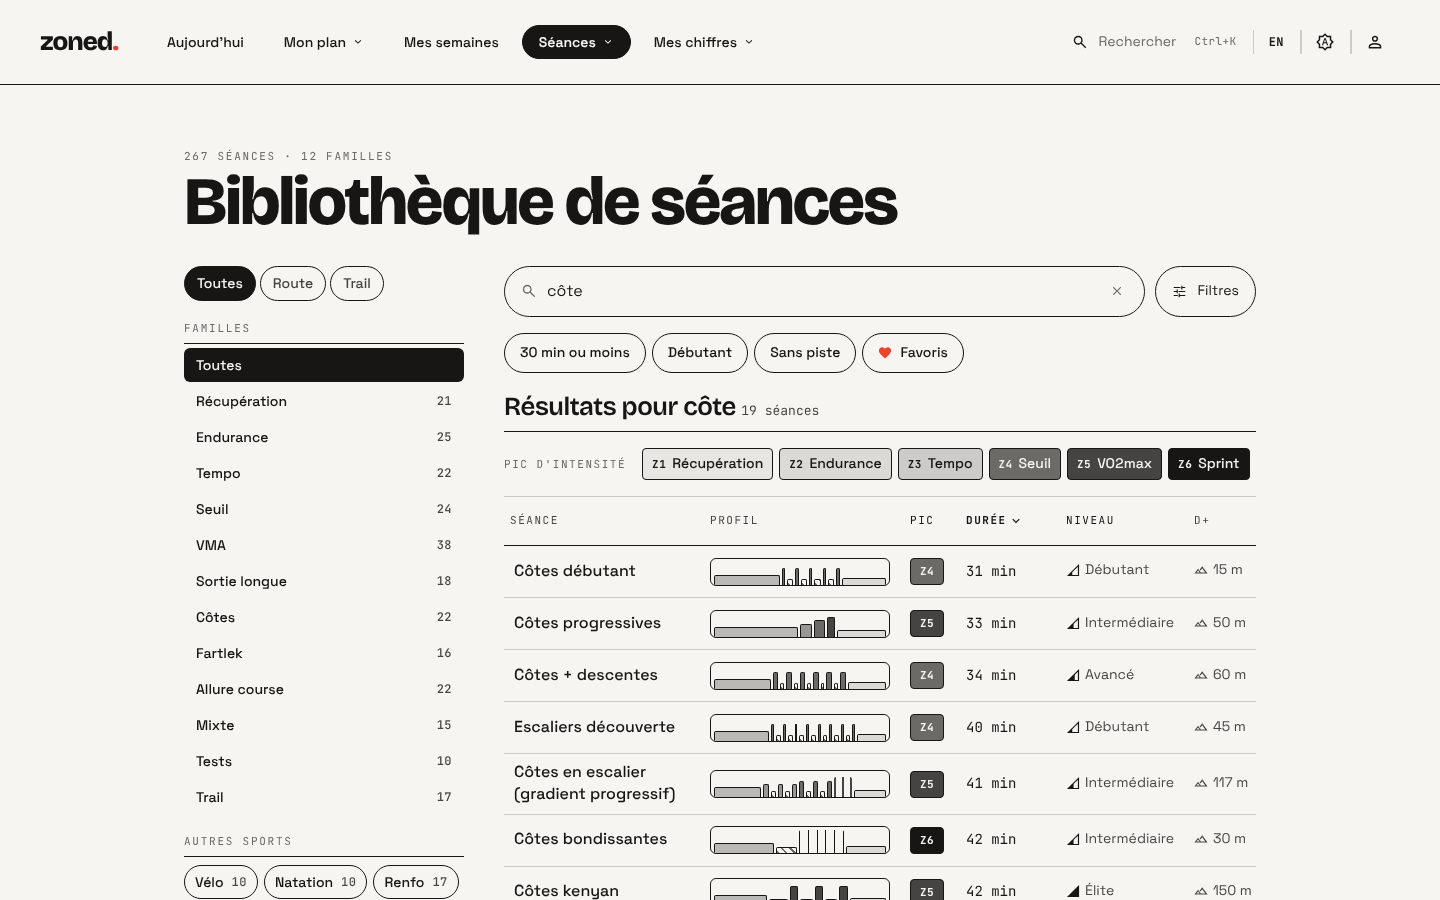 zoned.
Aujourd'hui
Mon plan
Mes semaines
Séances
Mes chiffres
Rechercher Ctrl+K
EN
A
267 SÉANCES · 12 FAMILLES
Bibliothèque de séances
Toutes
Route
Trail
FAMILLES
Toutes
Récupération 21
Endurance 25
Tempo 22
Seuil 24
VMA 38
Sortie longue 18
Côtes 22
Fartlek 16
Allure course 22
Mixte 15
Tests 10
Trail 17
AUTRES SPORTS
Vélo 10
Natation 10
Renfo 17
côte
Filtres
30 min ou moins
Débutant
Sans piste
Favoris
Résultats pour côte 19 séances
PIC D'INTENSITÉ
Z1 Récupération
Z2 Endurance
Z3 Tempo
Z4 Seuil
Z5 VO2max
Z6 Sprint
SÉANCE PROFIL PIC DURÉE NIVEAU D+
Côtes débutant Z4 31 min Débutant 15 m
Côtes progressives Z5 33 min Intermédiaire 50 m
Côtes + descentes Z4 34 min Avancé 60 m
Escaliers découverte Z4 40 min Débutant 45 m
Côtes en escalier
(gradient progressif) Z5 41 min Intermédiaire 117 m
Côtes bondissantes Z6 42 min Intermédiaire 30 m
Côtes kenyan Z5 42 min Élite 150 m